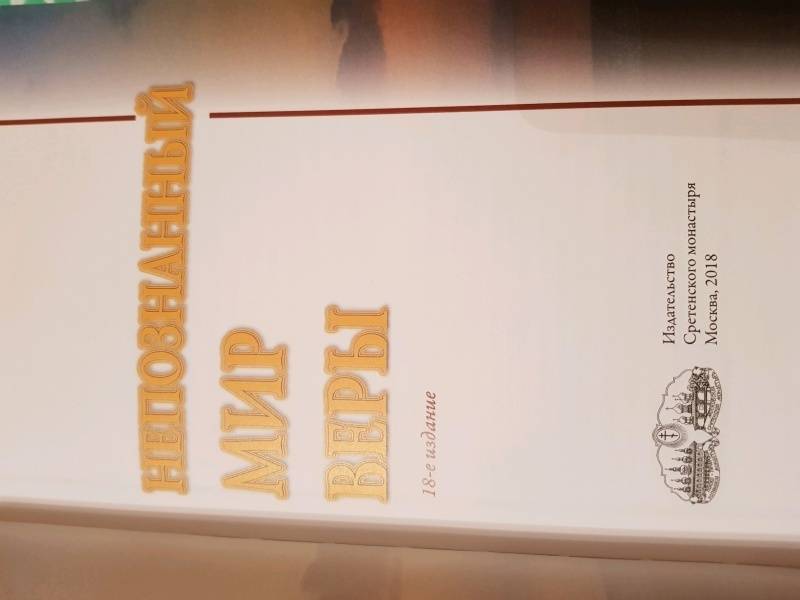 НЕПОЗНАННЫЙ
МИР
ВЕРЫ
18-е издание
Издательство
Сретенского монастыря
Москва, 2018